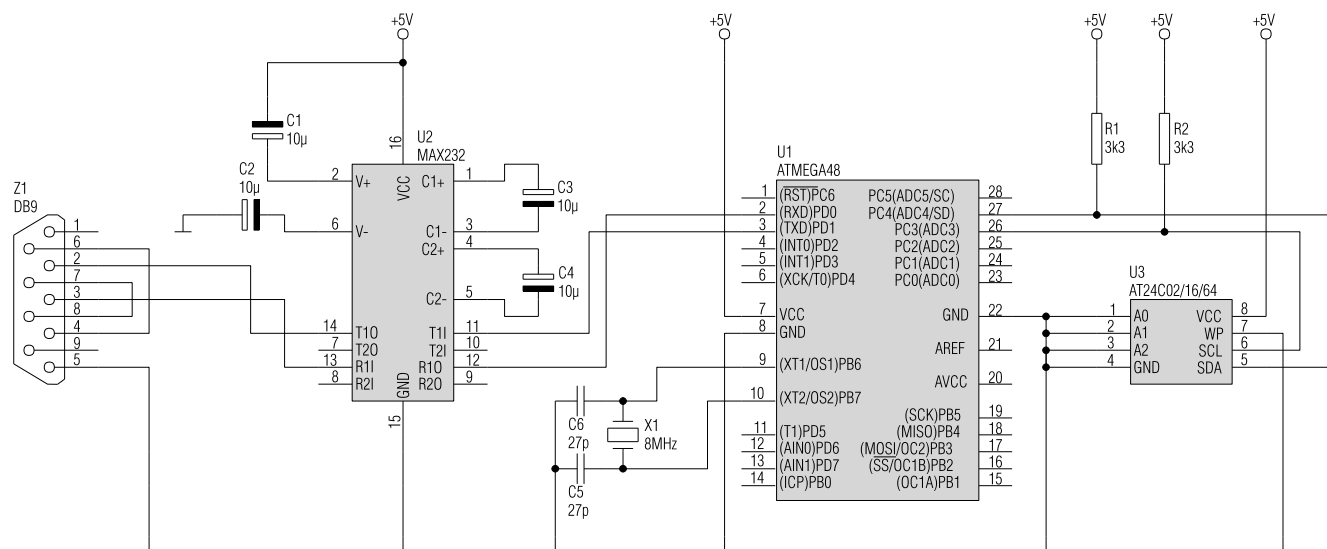 +5V
+5V
+5V
+5V
+5V
C1
10µ
C2
10µ
U2
MAX232
16
VCC
2
V+
C1+
1
C3
10µ
6
V-
C1-
3
C2+
4
C4
10µ
C2-
5
14
T1O
T1I
11
7
T2O
T2I
10
13
R1I
R1O
12
8
R2I
R2O
9
GND
15
Z1
DB9
1
6
2
7
3
8
4
9
5
C6
27p
C5
27p
X1
8MHz
U1
ATMEGA48
1
(RST)PC6
PC5(ADC5/SC)
28
2
(RXD)PD0
PC4(ADC4/SD)
27
3
(TXD)PD1
PC3(ADC3)
26
4
(INT0)PD2
PC2(ADC2)
25
5
(INT1)PD3
PC1(ADC1)
24
6
(XCK/T0)PD4
PC0(ADC0)
23
7
VCC
GND
22
8
GND
AREF
21
9
(XT1/OS1)PB6
AVCC
20
10
(XT2/OS2)PB7
(SCK)PB5
19
11
(T1)PD5
(MISO)PB4
18
12
(AIN0)PD6
(MOSI/OC2)PB3
17
13
(AIN1)PD7
(SS/OC1B)PB2
16
14
(ICP)PB0
(OC1A)PB1
15
R1
3k3
R2
3k3
U3
AT24C02/16/64
1
A0
VCC
8
2
A1
WP
7
3
A2
SCL
6
4
GND
SDA
5